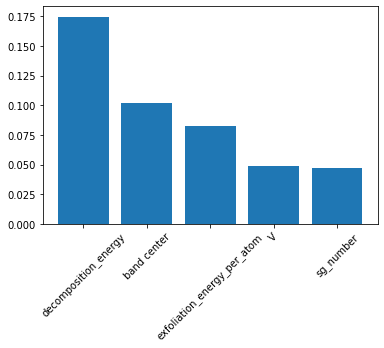 0.175
0.150
0.125
0.100
0.075
0.050
0.025
0.000
decomposition_energy
band center
exfoliation_energy_per_atom
V
sg_number